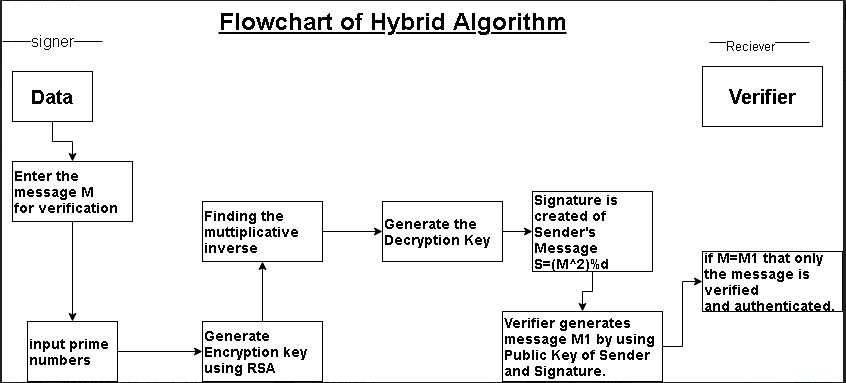 Flowchart of Hybrid Algorithm
signer
Reciever
Data
Verifier
Enter the
message M
for verification
input prime
numbers
Generate
Encryption key
using RSA
Finding the
muttiplicative
inverse
Generate the
Decryption Key
Signature is
created of
Sender's
Message
S=(M^2)%d
Verifier generates
message M1 by using
Public Key of Sender
and Signature.
if M=M1 that only
the message is
verified
and authenticated.